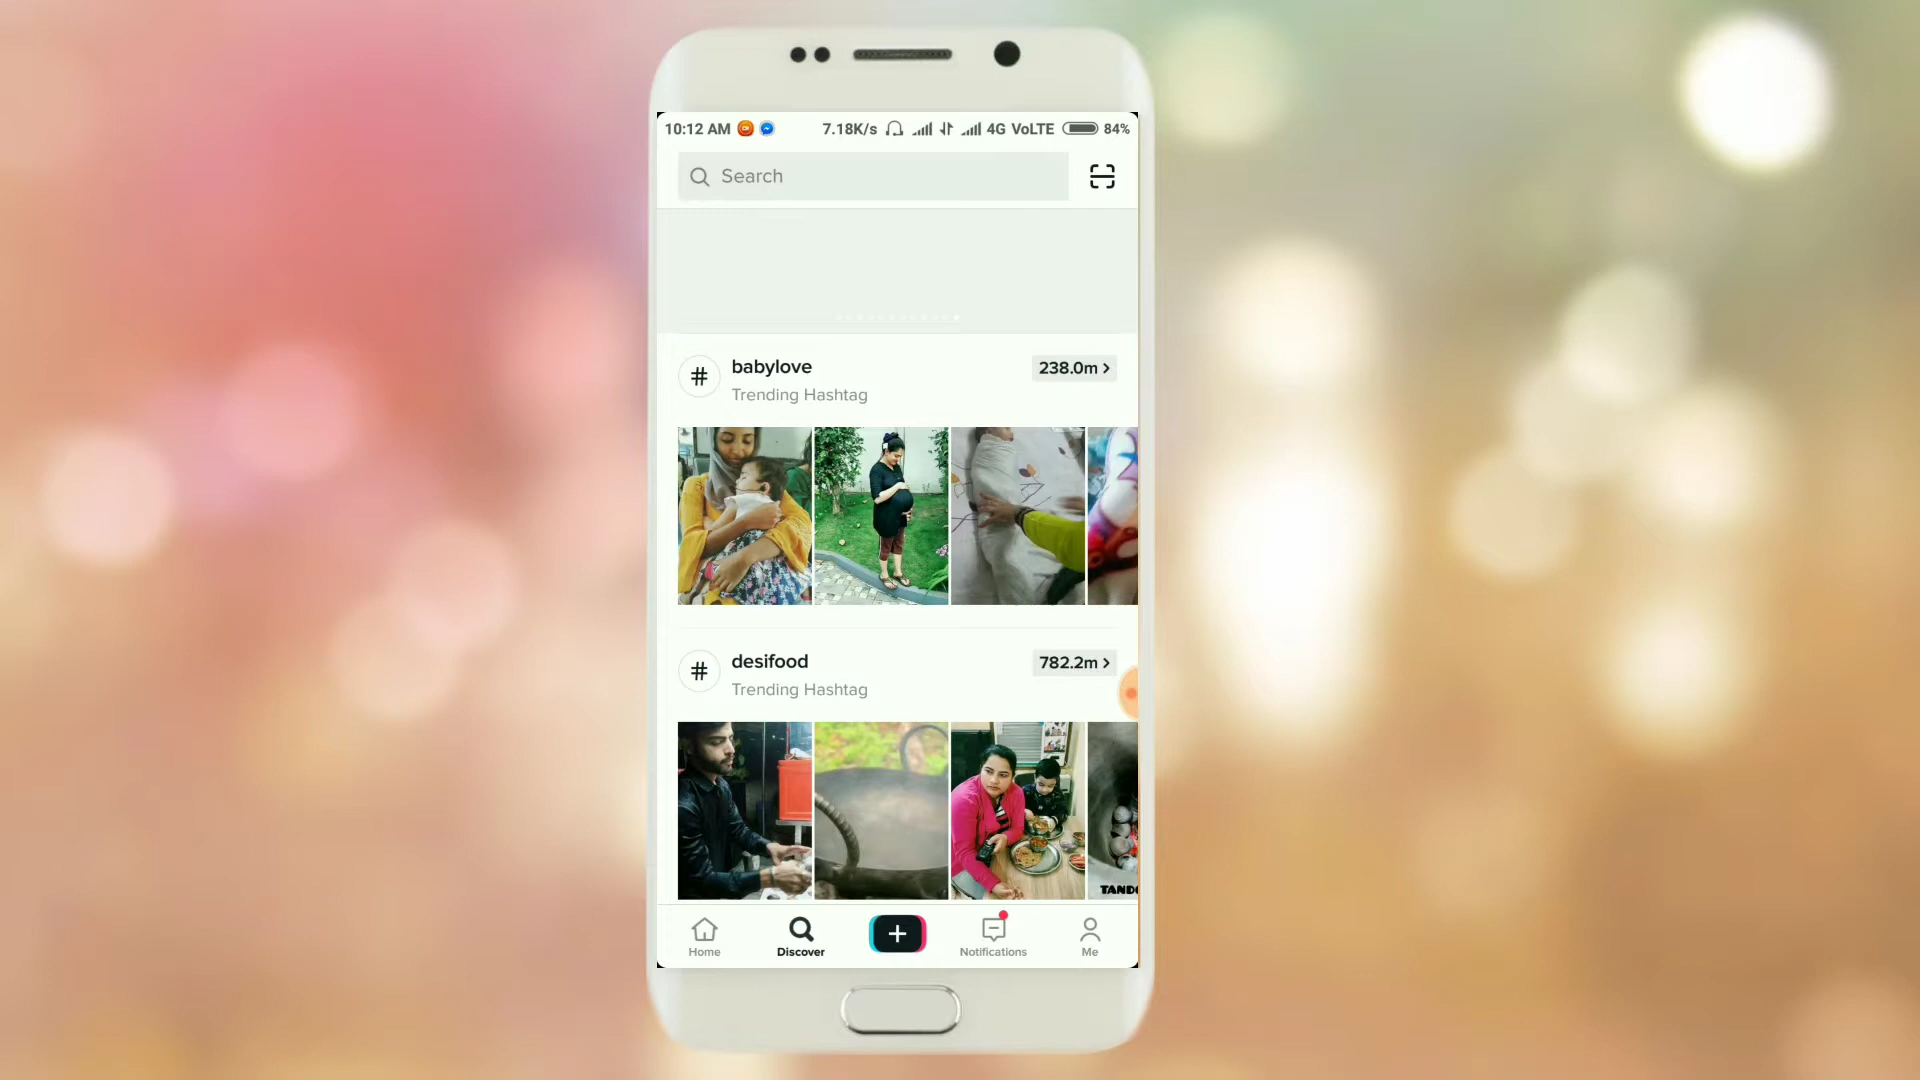 10:12 AM 7.18K/s 4G VoLTE 84%
Search
babylove 238.0m
Trending Hashtag
desifood 782.2m
Trending Hashtag
Home Discover Notifications Me